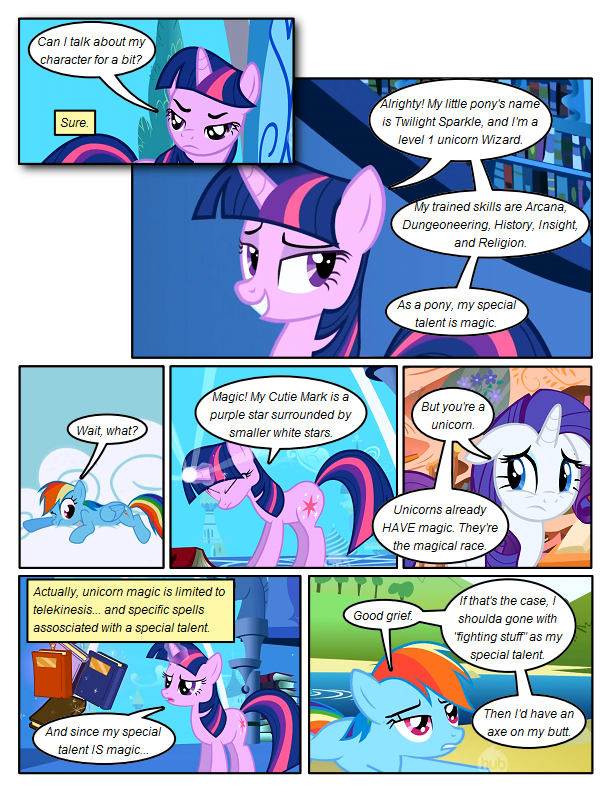 Can I talk about my
character for a bit?
Sure.
Alrighty! My little pony's name
is Twilight Sparkle, and I'm a
level 1 unicorn Wizard.
My trained skills are Arcana,
Dungeoneering, History, Insight,
and Religion.
As a pony, my special
talent is magic.
Wait, what?
Magic! My Cutie Mark is a
purple star surrounded by
smaller white stars.
But you're a
unicorn.
Unicorns already
HAVE magic. They're
the magical race.
Actually, unicorn magic is limited to
telekinesis... and specific spells
assosciated with a special talent.
And since my special
talent IS magic...
Good grief.
If that's the case, I
shoulda gone with
"fighting stuff" as my
special talent.
Then I'd have an
axe on my butt.
hub